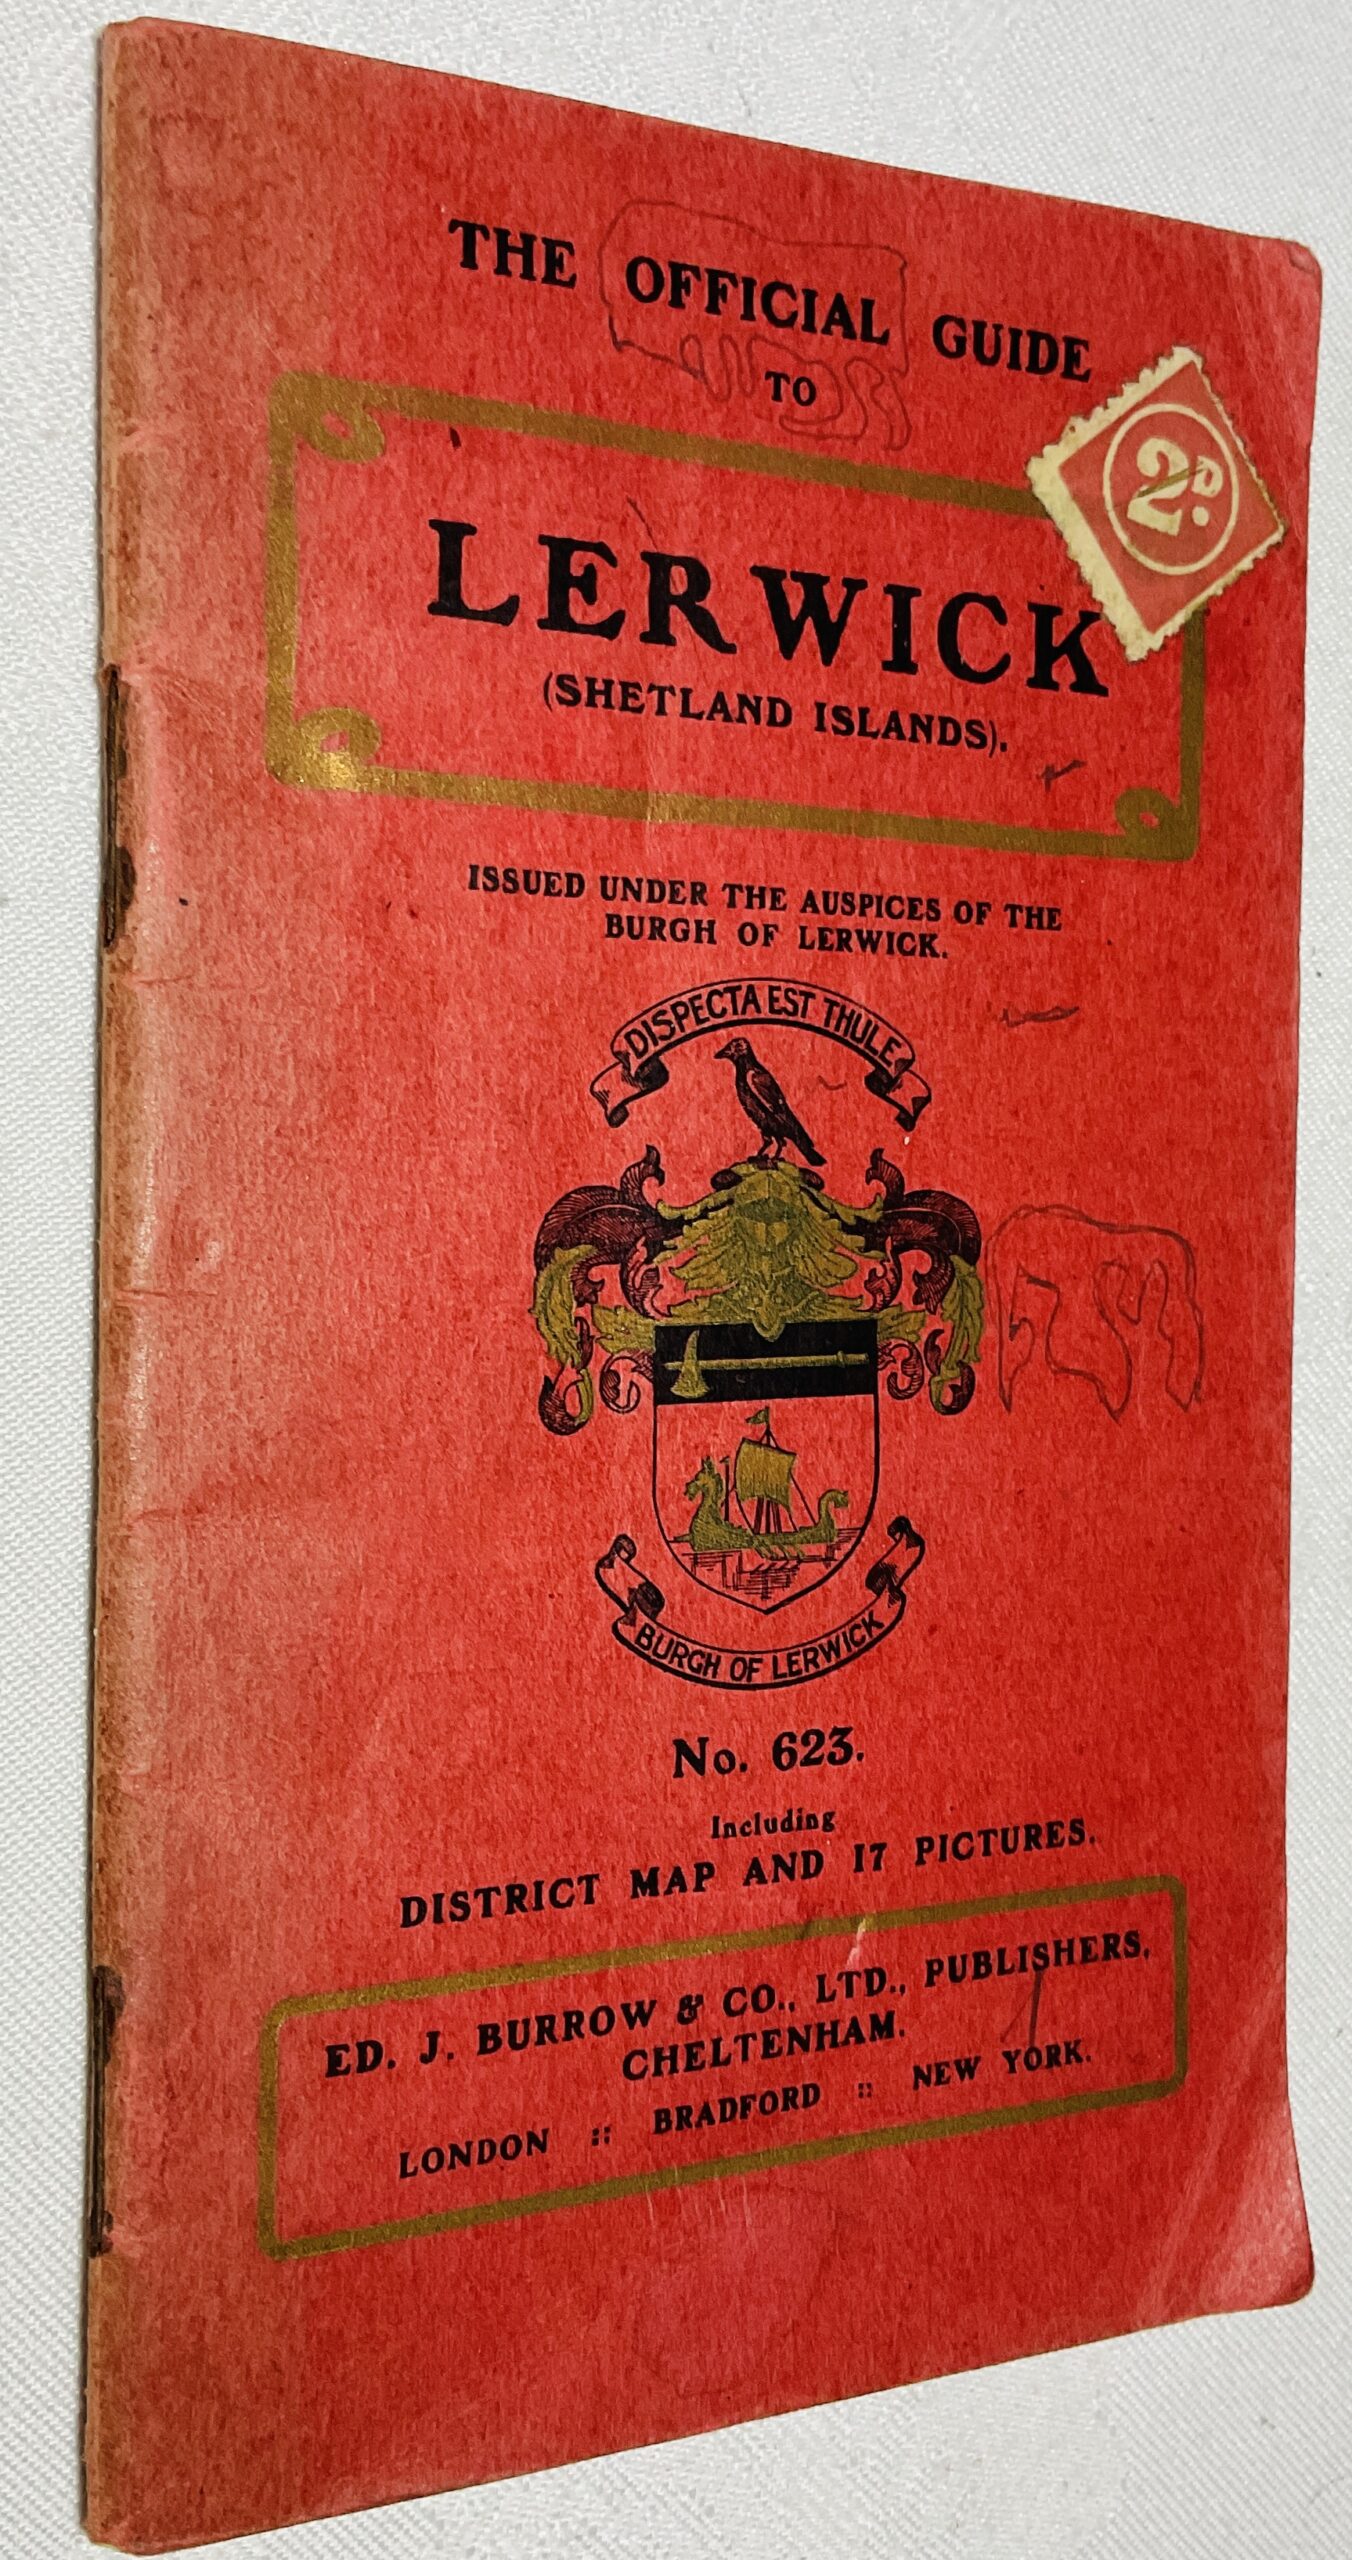 THE OFFICIAL GUIDE
TO
2D.
LERWICK
(SHETLAND ISLANDS).
ISSUED UNDER THE AUSPICES OF THE
BURGH OF LERWICK.
DISPECTA EST THULE
BURGH OF LERWICK
No. 623.
Including
DISTRICT MAP AND 17 PICTURES.
ED. J. BURROW & CO., LTD., PUBLISHERS,
CHELTENHAM.
LONDON :: BRADFORD :: NEW YORK.